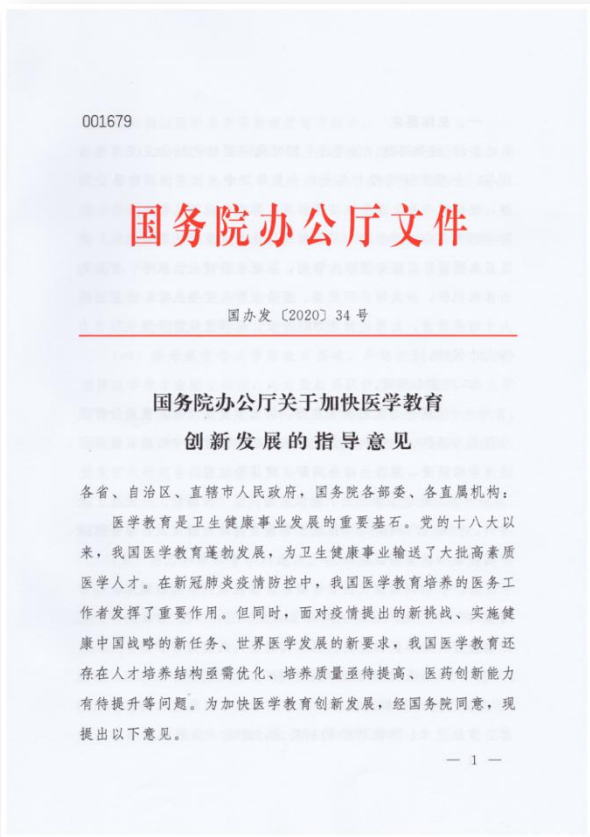 001679
国务院办公厅文件
国办发〔2020〕34号
国务院办公厅关于加快医学教育
创新发展的指导意见
各省、自治区、直辖市人民政府，国务院各部委、各直属机构：
医学教育是卫生健康事业发展的重要基石。党的十八大以
来，我国医学教育蓬勃发展，为卫生健康事业输送了大批高素质
医学人才。在新冠肺炎疫情防控中，我国医学教育培养的医务工
作者发挥了重要作用。但同时，面对疫情提出的新挑战、实施健
康中国战略的新任务、世界医学发展的新要求，我国医学教育还
存在人才培养结构亟需优化、培养质量亟待提高、医药创新能力
有待提升等问题。为加快医学教育创新发展，经国务院同意，现
提出以下意见。
— 1 —